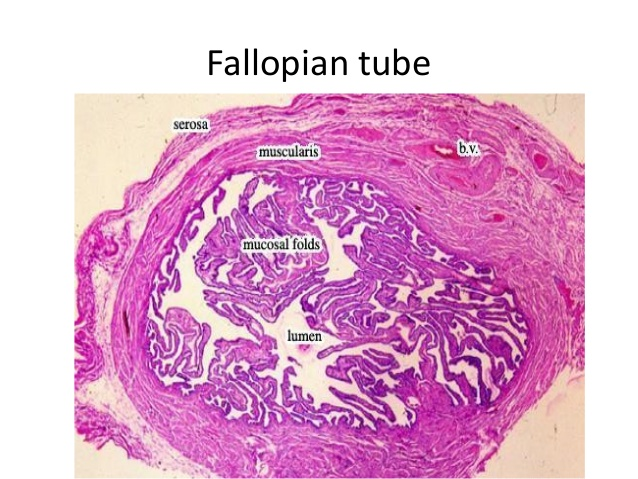 Fallopian tube
serosa
muscularis
b.v.
mucosal folds
lumen